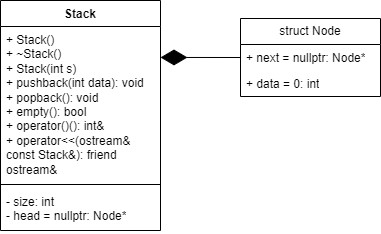 Stack
+ Stack()
+ ~Stack()
+ Stack(int s)
+ pushback(int data): void
+ popback(): void
+ empty(): bool
+ operator()(): int&
+ operator<<(ostream&
const Stack&): friend
ostream&
- size: int
- head = nullptr: Node*
struct Node
+ next = nullptr: Node*
+ data = 0: int